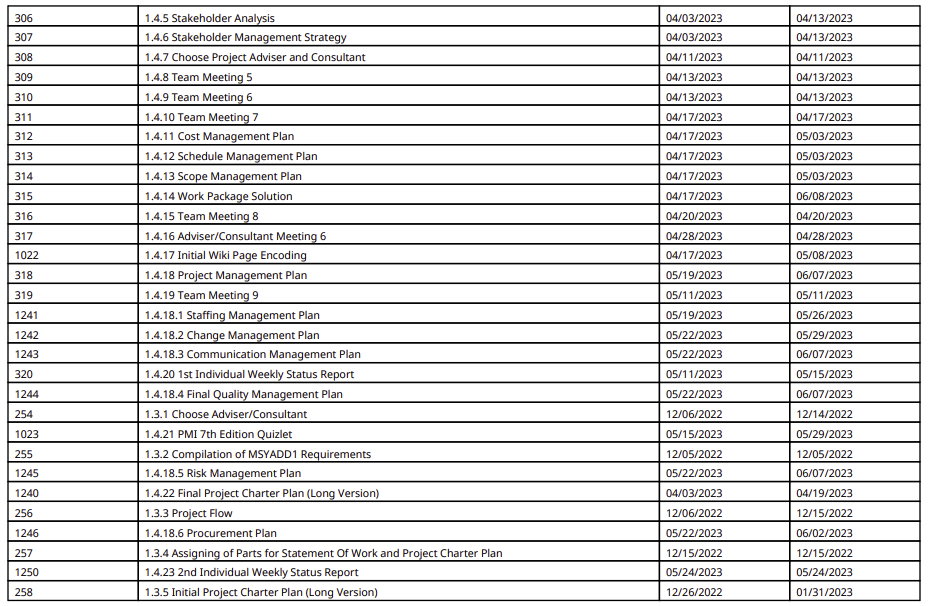 306 1.4.5 Stakeholder Analysis 04/03/2023 04/13/2023
307 1.4.6 Stakeholder Management Strategy 04/03/2023 04/13/2023
308 1.4.7 Choose Project Adviser and Consultant 04/11/2023 04/11/2023
309 1.4.8 Team Meeting 5 04/13/2023 04/13/2023
310 1.4.9 Team Meeting 6 04/13/2023 04/13/2023
311 1.4.10 Team Meeting 7 04/17/2023 04/17/2023
312 1.4.11 Cost Management Plan 04/17/2023 05/03/2023
313 1.4.12 Schedule Management Plan 04/17/2023 05/03/2023
314 1.4.13 Scope Management Plan 04/17/2023 05/03/2023
315 1.4.14 Work Package Solution 04/17/2023 06/08/2023
316 1.4.15 Team Meeting 8 04/20/2023 04/20/2023
317 1.4.16 Adviser/Consultant Meeting 6 04/28/2023 04/28/2023
1022 1.4.17 Initial Wiki Page Encoding 04/17/2023 05/08/2023
318 1.4.18 Project Management Plan 05/19/2023 06/07/2023
319 1.4.19 Team Meeting 9 05/11/2023 05/11/2023
1241 1.4.18.1 Staffing Management Plan 05/19/2023 05/26/2023
1242 1.4.18.2 Change Management Plan 05/22/2023 05/29/2023
1243 1.4.18.3 Communication Management Plan 05/22/2023 06/07/2023
320 1.4.20 1st Individual Weekly Status Report 05/11/2023 05/15/2023
1244 1.4.18.4 Final Quality Management Plan 05/22/2023 06/07/2023
254 1.3.1 Choose Adviser/Consultant 12/06/2022 12/14/2022
1023 1.4.21 PMI 7th Edition Quizlet 05/15/2023 05/29/2023
255 1.3.2 Compilation of MSYADD1 Requirements 12/05/2022 12/05/2022
1245 1.4.18.5 Risk Management Plan 05/22/2023 06/07/2023
1240 1.4.22 Final Project Charter Plan (Long Version) 04/03/2023 04/19/2023
256 1.3.3 Project Flow 12/06/2022 12/15/2022
1246 1.4.18.6 Procurement Plan 05/22/2023 06/02/2023
257 1.3.4 Assigning of Parts for Statement Of Work and Project Charter Plan 12/15/2022 12/15/2022
1250 1.4.23 2nd Individual Weekly Status Report 05/24/2023 05/24/2023
258 1.3.5 Initial Project Charter Plan (Long Version) 12/26/2022 01/31/2023